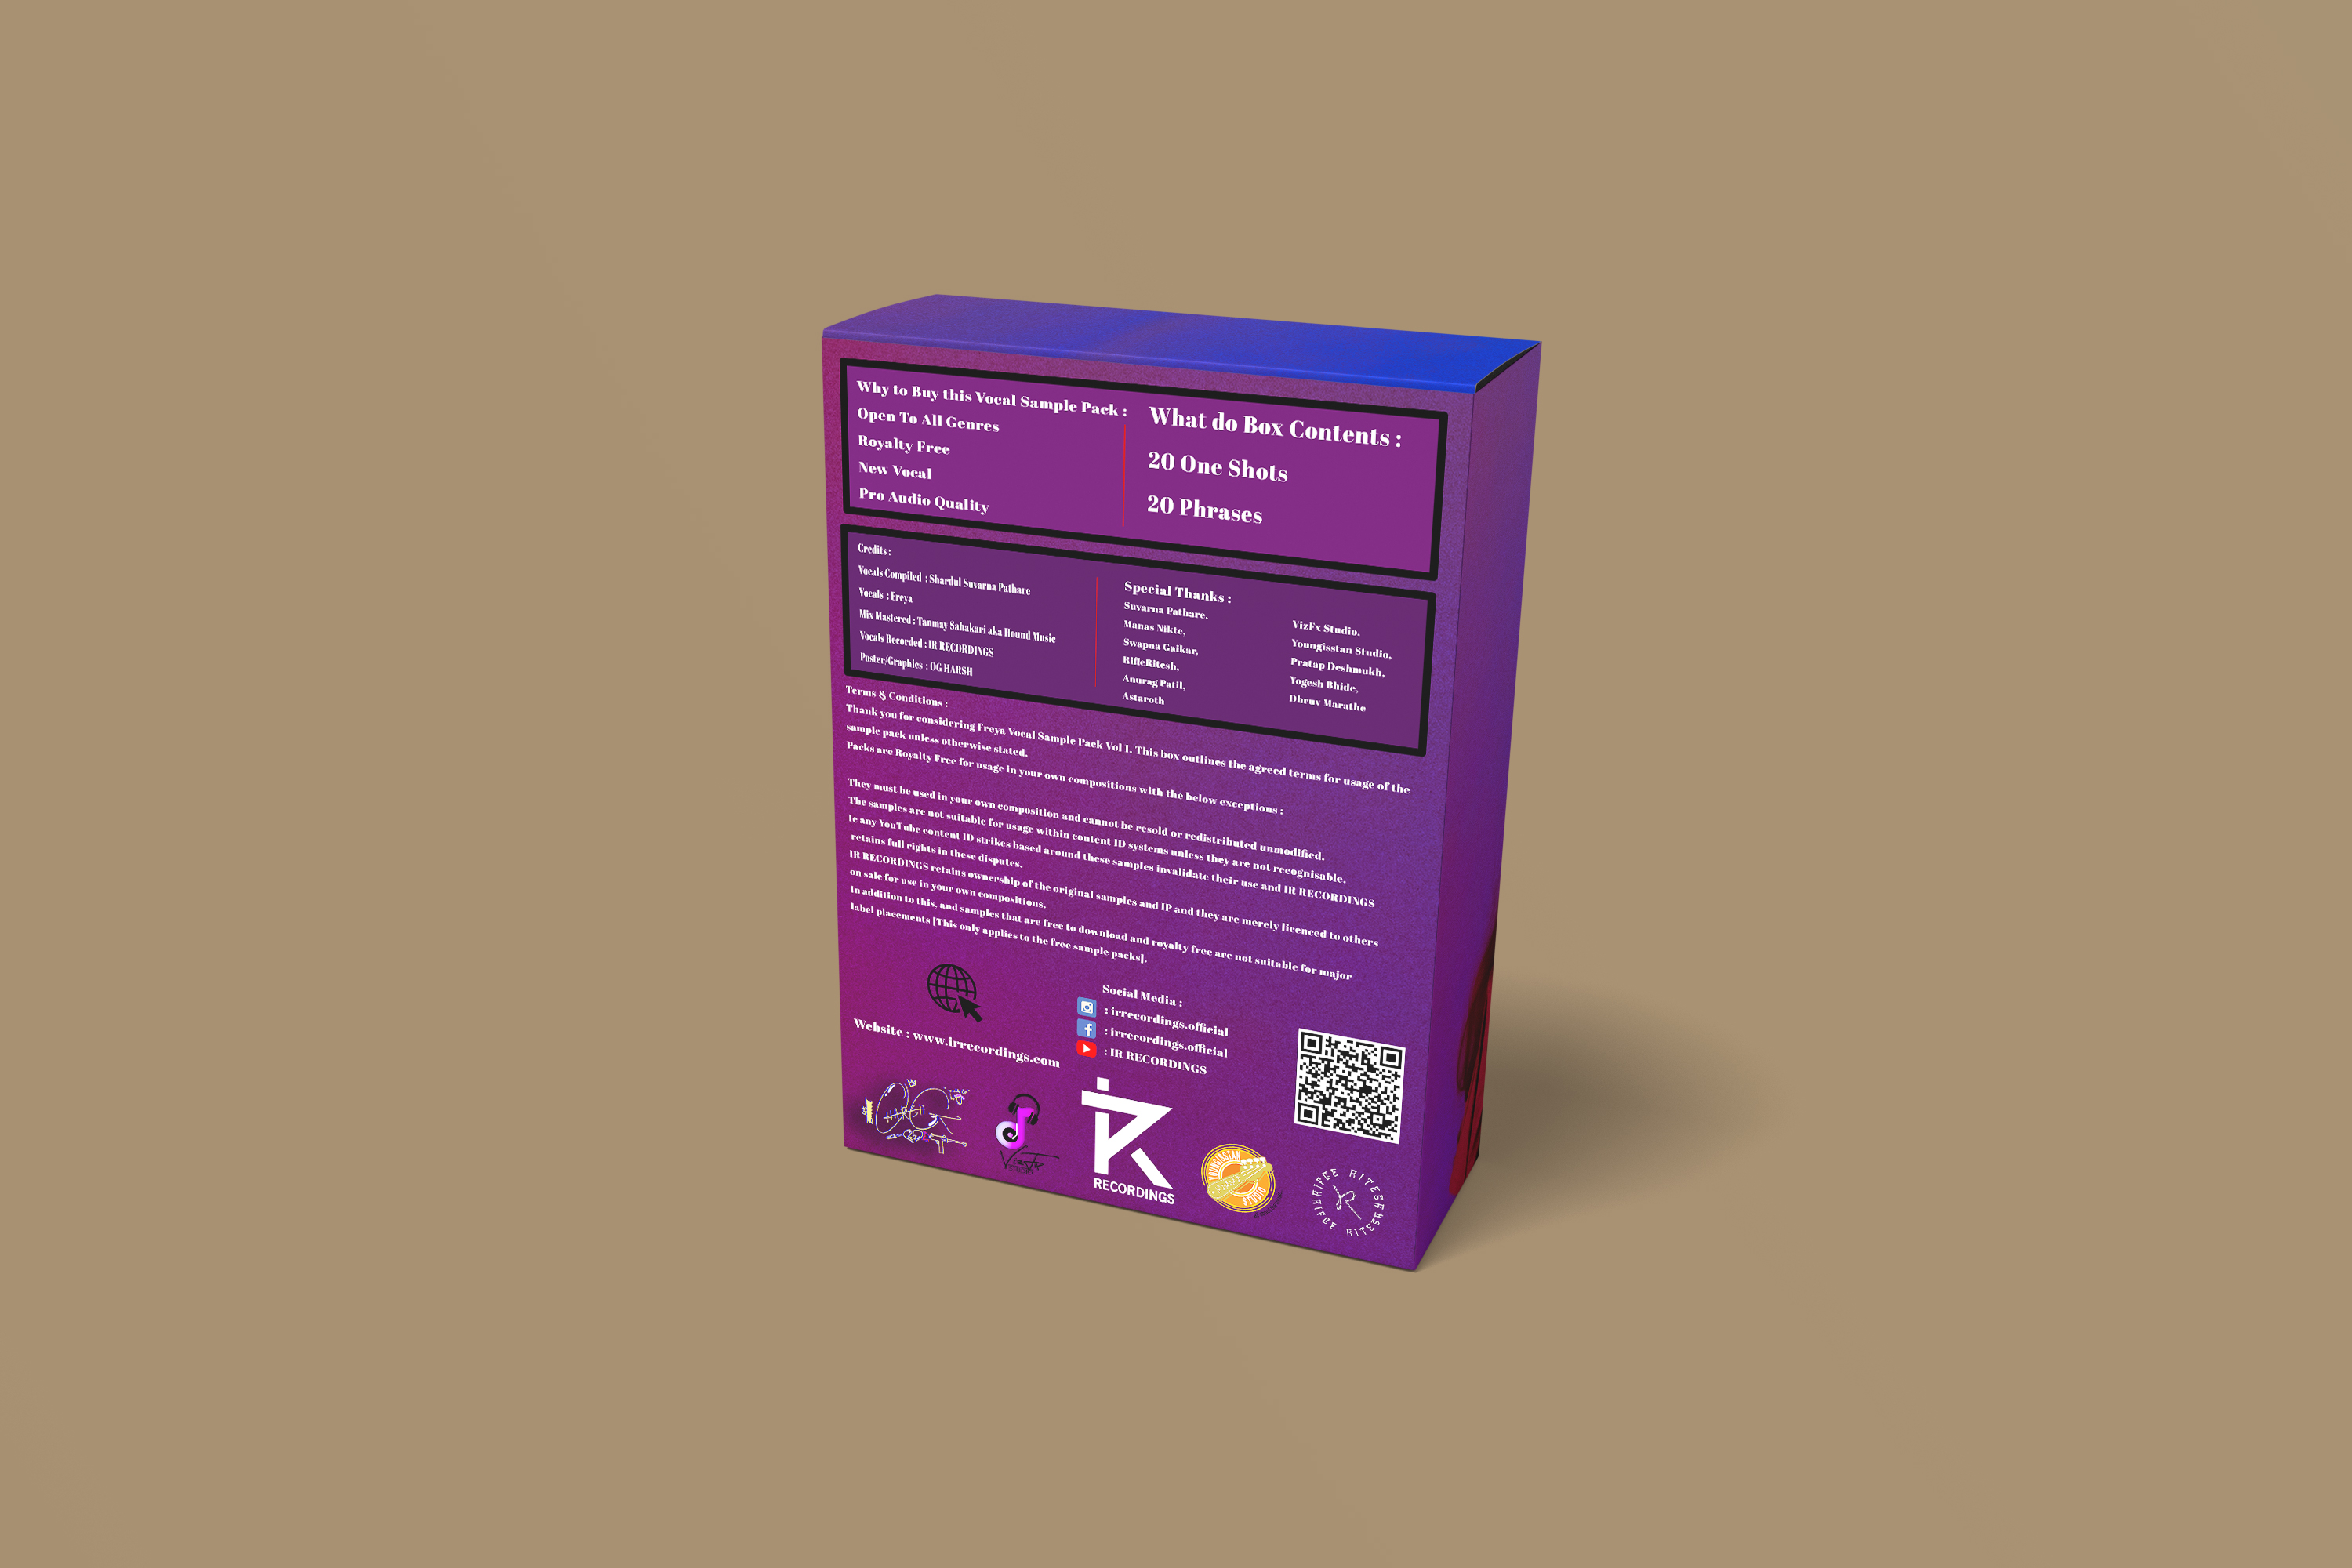 Why to Buy this Vocal Sample Pack :
Open To All Genres
Royalty Free
New Vocal
Pro Audio Quality
What do Box Contents :
20 One Shots
20 Phrases
Credits :
Vocals Compiled : Shardul Suvarna Pathare
Vocals : Freya
Mix Mastered : Tanmay Sahakari aka Hound Music
Vocals Recorded : IR RECORDINGS
Poster/Graphics : OG HARSH
Special Thanks :
Suvarna Pathare,
Manas Nikte,
Swapna Gaikar,
RifleRitesh,
Anurag Patil,
Astaroth
VizFx Studio,
Youngisstan Studio,
Pratap Deshmukh,
Yogesh Bhide,
Dhruv Marathe
Terms & Conditions :
Thank you for considering Freya Vocal Sample Pack Vol 1. This box outlines the agreed terms for usage of the
sample pack unless otherwise stated.
Packs are Royalty Free for usage in your own compositions with the below exceptions :
They must be used in your own composition and cannot be resold or redistributed unmodified.
The samples are not suitable for usage within content ID systems unless they are not recognisable.
Ie any YouTube content ID strikes based around these samples invalidate their use and IR RECORDINGS
retains full rights in these disputes.
IR RECORDINGS retains ownership of the original samples and IP and they are merely licenced to others
on sale for use in your own compositions.
In addition to this, and samples that are free to download and royalty free are not suitable for major
label placements [This only applies to the free sample packs].
Website : www.irrecordings.com
Social Media :
: irrecordings.official
: irrecordings.official
: IR RECORDINGS
HARSH
iR
RECORDINGS
YOUNGISSTAN
STUDIO